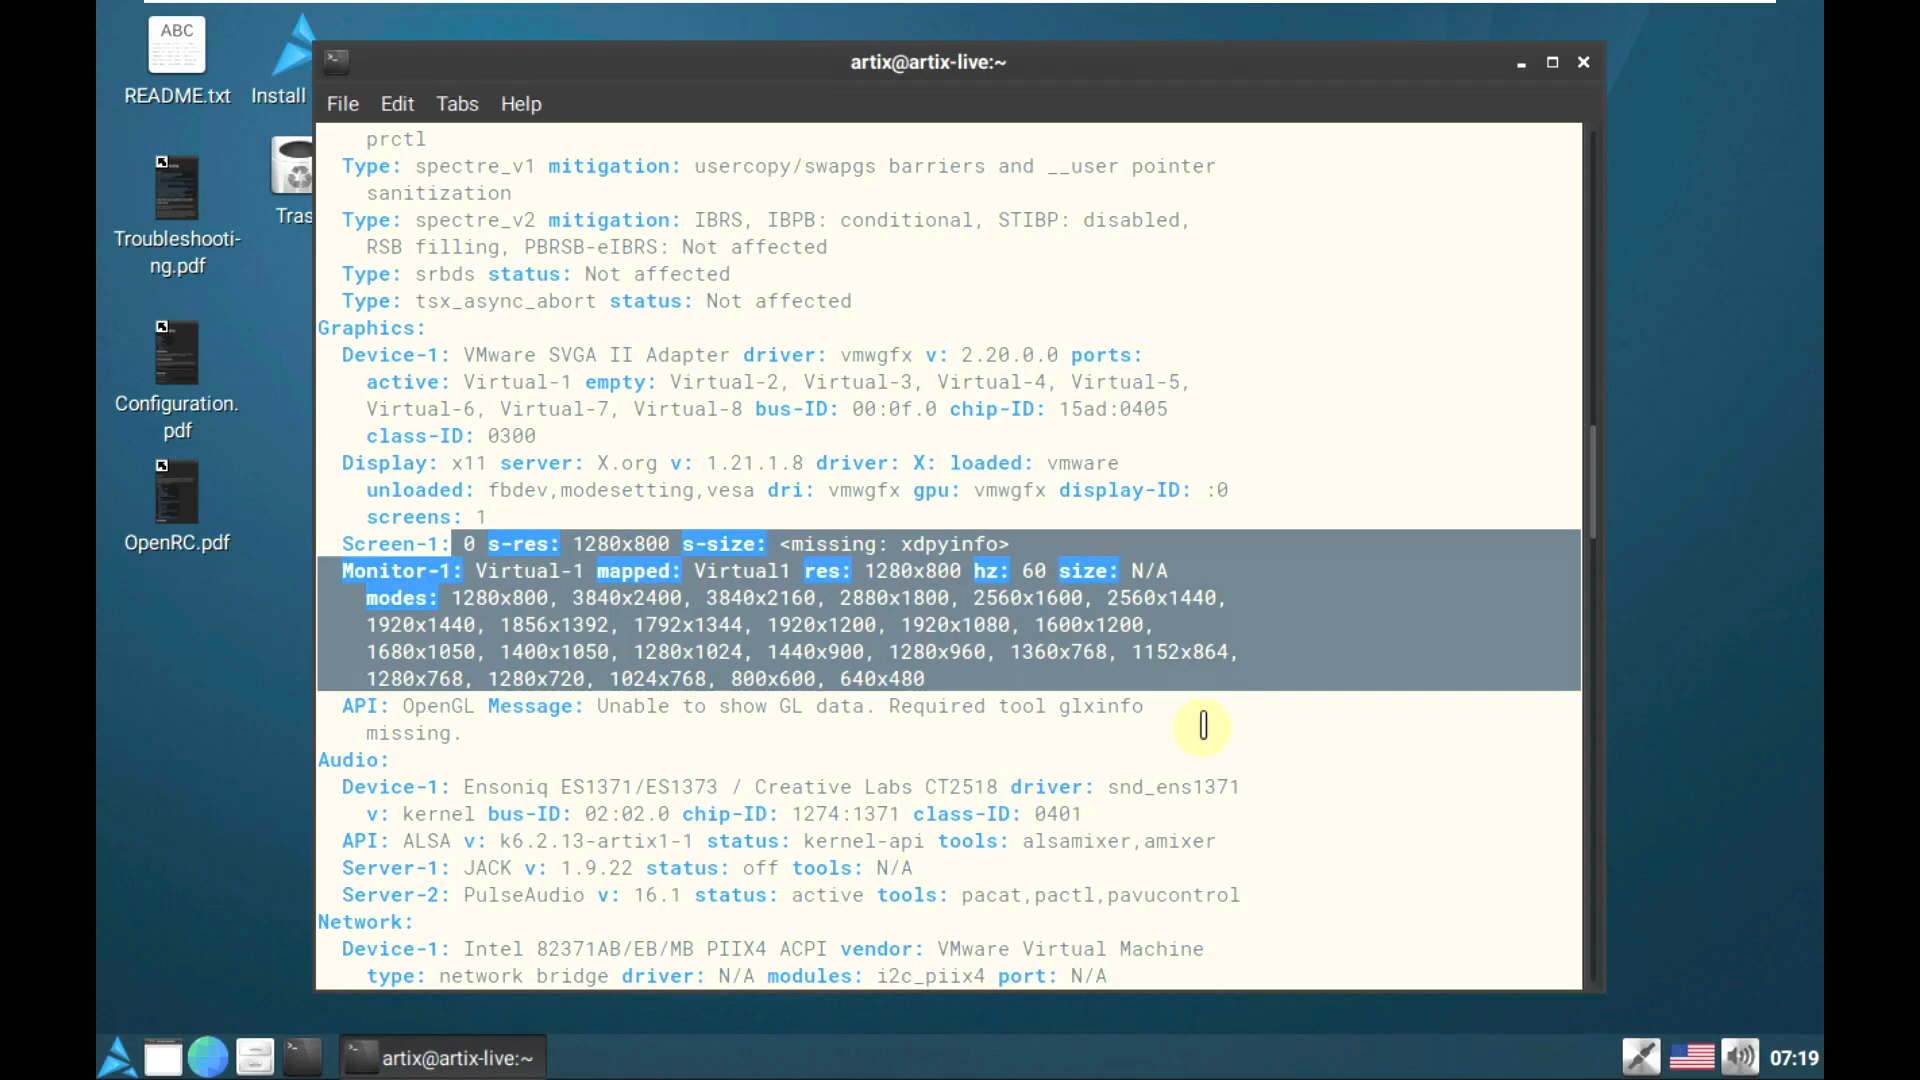 ABC
README.txt
Install
Troubleshooti-
ng.pdf
Tras
Configuration.
pdf
OpenRC.pdf
artix@artix-live:~
File Edit Tabs Help
prctl
Type: spectre_v1 mitigation: usercopy/swapgs barriers and __user pointer
sanitization
Type: spectre_v2 mitigation: IBRS, IBPB: conditional, STIBP: disabled,
RSB filling, PBRSB-eIBRS: Not affected
Type: srbds status: Not affected
Type: tsx_async_abort status: Not affected
Graphics:
Device-1: VMware SVGA II Adapter driver: vmwgfx v: 2.20.0.0 ports:
active: Virtual-1 empty: Virtual-2, Virtual-3, Virtual-4, Virtual-5,
Virtual-6, Virtual-7, Virtual-8 bus-ID: 00:0f.0 chip-ID: 15ad:0405
class-ID: 0300
Display: x11 server: X.org v: 1.21.1.8 driver: X: loaded: vmware
unloaded: fbdev,modesetting,vesa dri: vmwgfx gpu: vmwgfx display-ID: :0
screens: 1
Screen-1: 0 s-res: 1280x800 s-size: <missing: xdpyinfo>
Monitor-1: Virtual-1 mapped: Virtual1 res: 1280x800 hz: 60 size: N/A
modes: 1280x800, 3840x2400, 3840x2160, 2880x1800, 2560x1600, 2560x1440,
1920x1440, 1856x1392, 1792x1344, 1920x1200, 1920x1080, 1600x1200,
1680x1050, 1400x1050, 1280x1024, 1440x900, 1280x960, 1360x768, 1152x864,
1280x768, 1280x720, 1024x768, 800x600, 640x480
API: OpenGL Message: Unable to show GL data. Required tool glxinfo
missing.
Audio:
Device-1: Ensoniq ES1371/ES1373 / Creative Labs CT2518 driver: snd_ens1371
v: kernel bus-ID: 02:02.0 chip-ID: 1274:1371 class-ID: 0401
API: ALSA v: k6.2.13-artix1-1 status: kernel-api tools: alsamixer,amixer
Server-1: JACK v: 1.9.22 status: off tools: N/A
Server-2: PulseAudio v: 16.1 status: active tools: pacat,pactl,pavucontrol
Network:
Device-1: Intel 82371AB/EB/MB PIIX4 ACPI vendor: VMware Virtual Machine
type: network bridge driver: N/A modules: i2c_piix4 port: N/A
artix@artix-live:~
07:19